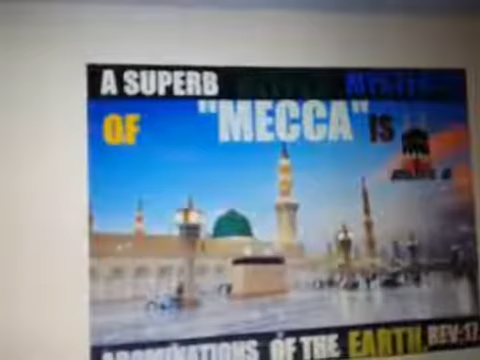 A SUPERB
OF "MECCA" IS
ABOMINATIONS OF THE EARTH. REV:17